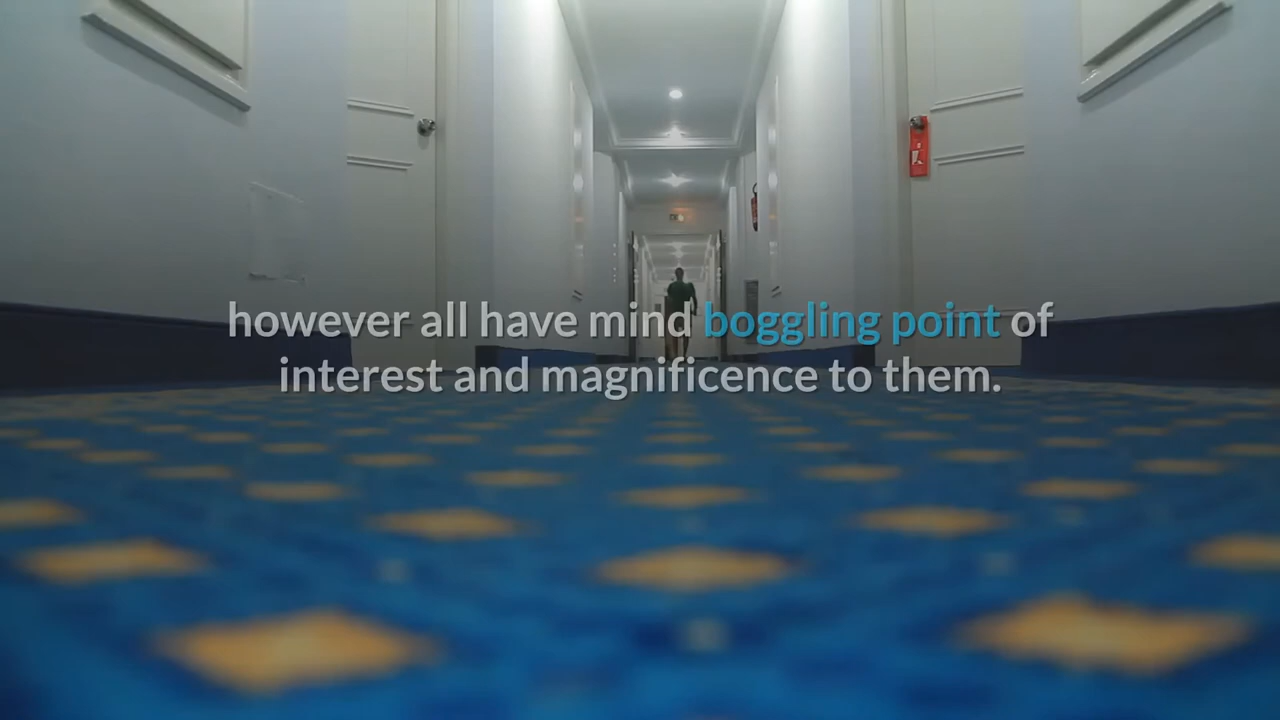 however all have mind boggling point of
interest and magnificence to them.